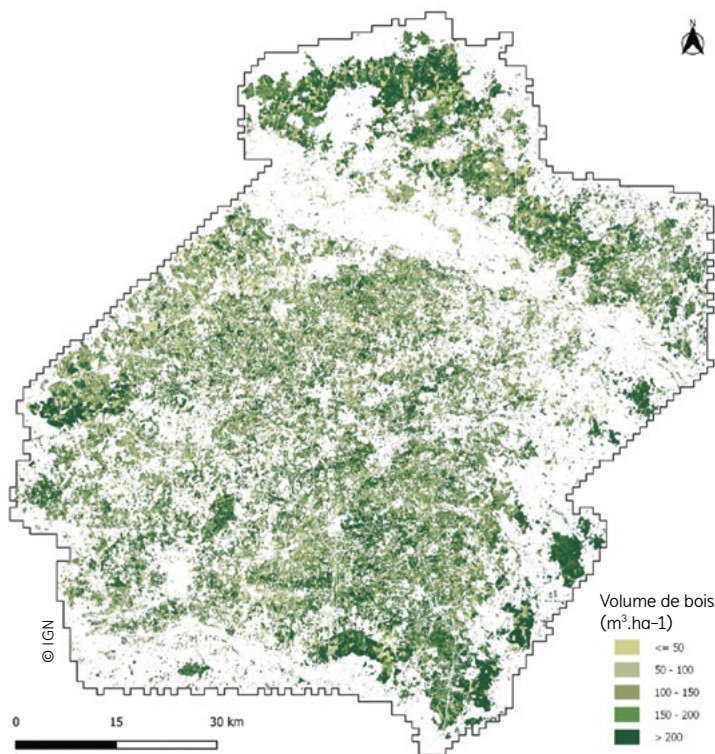 N
Volume de bois
(m³.ha-1)
<= 50
50 - 100
100 - 150
150 - 200
> 200
© IGN
0 15 30 km